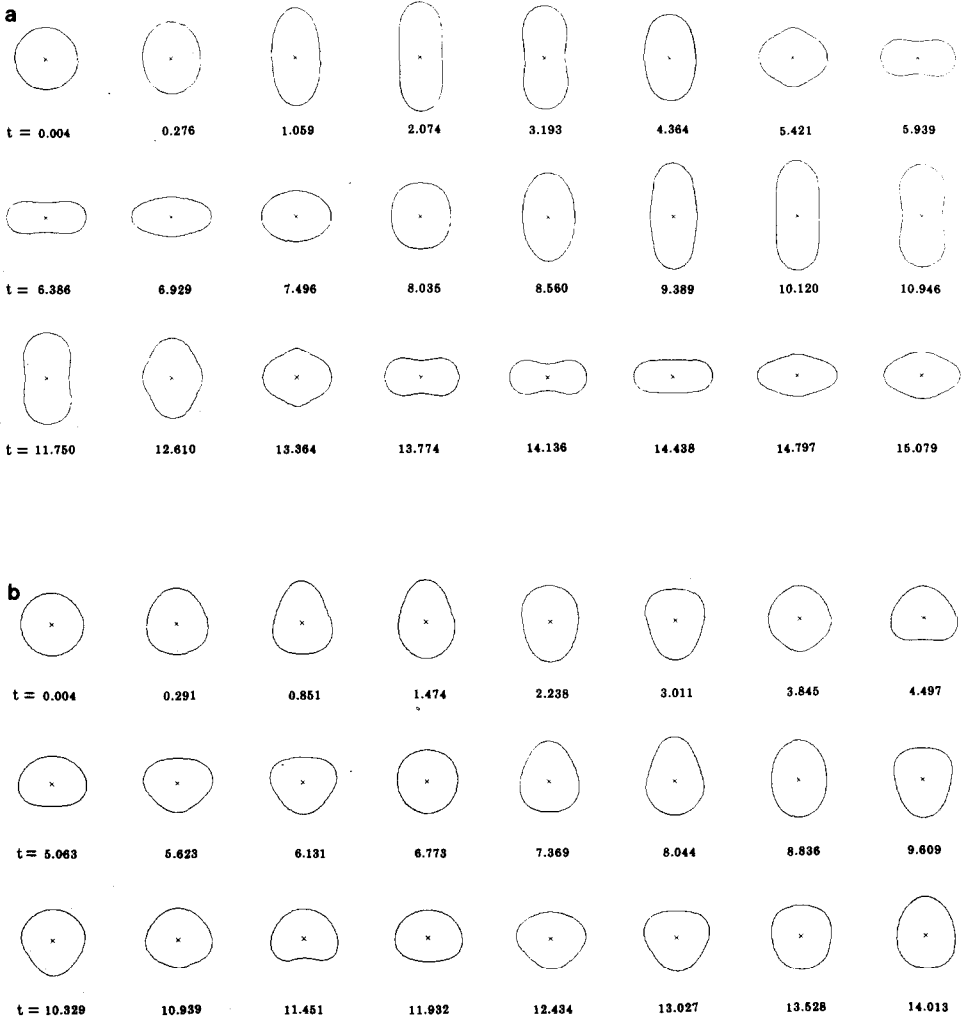 a
t = 0.004 0.276 1.059 2.074 3.193 4.364 5.421 5.939
t = 6.386 6.929 7.496 8.035 8.560 9.389 10.120 10.946
t = 11.750 12.610 13.364 13.774 14.136 14.438 14.797 15.079
b
t = 0.004 0.291 0.851 1.474 2.238 3.011 3.845 4.497
t = 5.063 5.623 6.131 6.773 7.369 8.044 8.836 9.609
t = 10.329 10.939 11.451 11.932 12.434 13.027 13.528 14.013